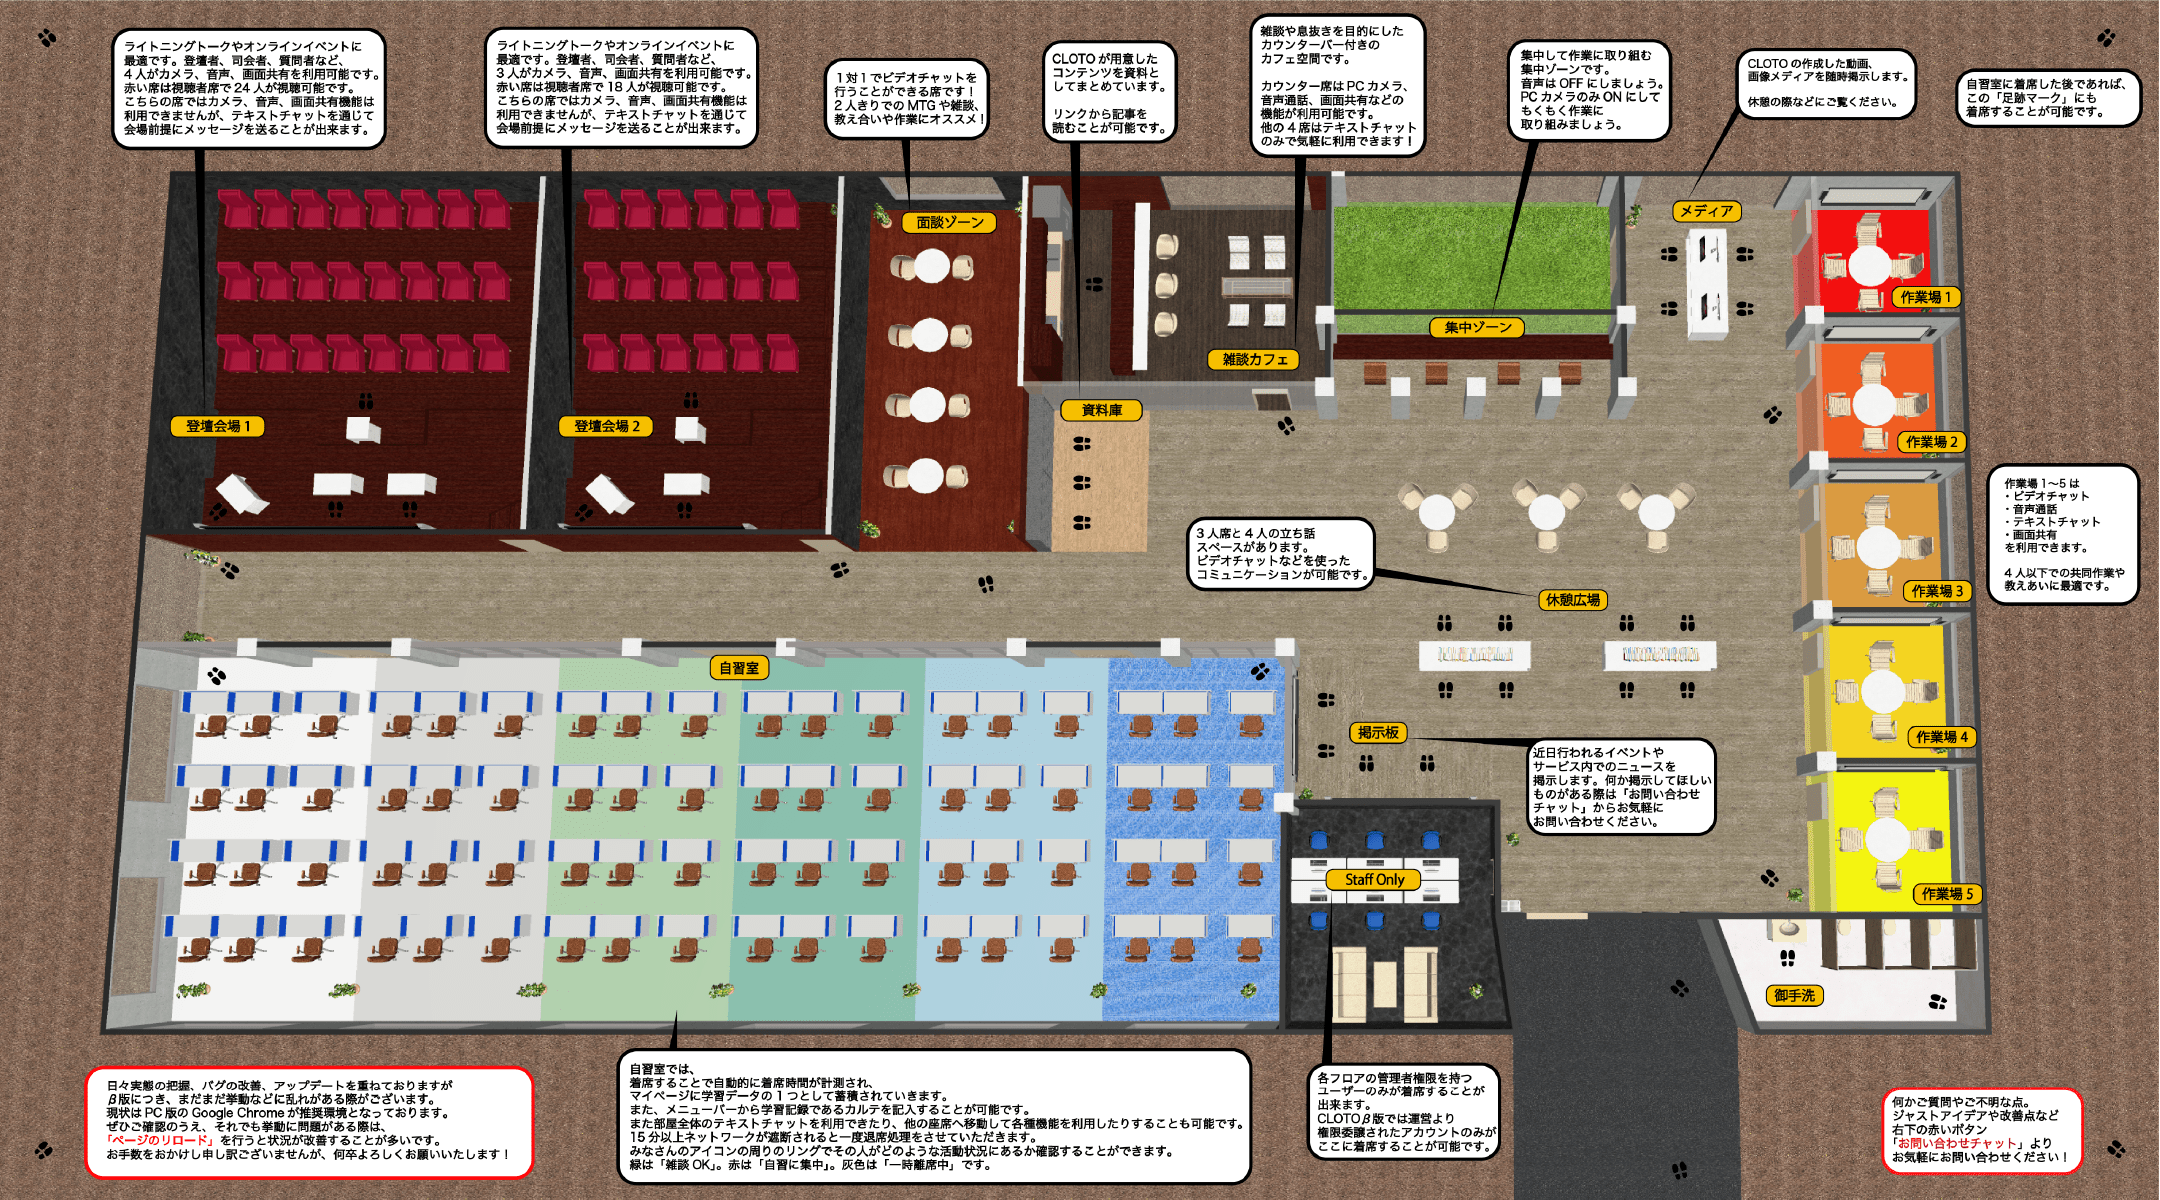 ライトニングトークやオンラインイベントに
最適です。登壇者、司会者、質問者など、
4人がカメラ、音声、画面共有を利用可能です。
赤い席は視聴者席で24人が視聴可能です。
こちらの席ではカメラ、音声、画面共有機能は
利用できませんが、テキストチャットを通じて
会場前提にメッセージを送ることが出来ます。
ライトニングトークやオンラインイベントに
最適です。登壇者、司会者、質問者など、
3人がカメラ、音声、画面共有を利用可能です。
赤い席は視聴者席で18人が視聴可能です。
こちらの席ではカメラ、音声、画面共有機能は
利用できませんが、テキストチャットを通じて
会場前提にメッセージを送ることが出来ます。
1対1でビデオチャットを
行うことができる席です！
2人きりでのMTGや雑談、
教え合いや作業にオススメ！
CLOTOが用意した
コンテンツを資料と
してまとめています。
リンクから記事を
読むことが可能です。
雑談や息抜きを目的にした
カウンターバー付きの
カフェ空間です。
カウンター席はPCカメラ、
音声通話、画面共有などの
機能が利用可能です。
他の4席はテキストチャット
のみで気軽に利用できます！
集中して作業に取り組む
集中ゾーンです。
音声はOFFにしましょう。
PCカメラのみONにして
もくもく作業に
取り組みましょう。
CLOTOの作成した動画、
画像メディアを随時掲示します。
休憩の際などにご覧ください。
自習室に着席した後であれば、
この「足跡マーク」にも
着席することが可能です。
面談ゾーン
メディア
作業場1
集中ゾーン
雑談カフェ
資料庫
登壇会場1
登壇会場2
作業場2
作業場1〜5は
・ビデオチャット
・音声通話
・テキストチャット
・画面共有
を利用できます。
4人以下での共同作業や
教えあいに最適です。
3人席と4人の立ち話
スペースがあります。
ビデオチャットなどを使った
コミュニケーションが可能です。
作業場3
休憩広場
自習室
掲示板
作業場4
近日行われるイベントや
サービス内でのニュースを
掲示します。何か掲示してほしい
ものがある際は「お問い合わせ
チャット」からお気軽に
お問い合わせください。
Staff Only
作業場5
御手洗
日々実態の把握、バグの改善、アップデートを重ねておりますが
β版につき、まだまだ挙動などに乱れがある際がございます。
現状はPC版のGoogle Chromeが推奨環境となっております。
ぜひご確認のうえ、それでも挙動に問題がある際は、
「ページのリロード」を行うと状況が改善することが多いです。
お手数をおかけし申し訳ございませんが、何卒よろしくお願いいたします！
自習室では、
着席することで自動的に着席時間が計測され、
マイページに学習データの1つとして蓄積されていきます。
また、メニューバーから学習記録であるカルテを記入することが可能です。
また部屋全体のテキストチャットを利用できたり、他の座席へ移動して各種機能を利用したりすることも可能です。
15分以上ネットワークが遮断されると一度退席処理をさせていただきます。
みなさんのアイコンの周りのリングでその人がどのような活動状況にあるか確認することができます。
緑は「雑談OK」。赤は「自習に集中」。灰色は「一時離席中」です。
各フロアの管理者権限を持つ
ユーザーのみが着席することが
出来ます。
CLOTOβ版では運営より
権限委譲されたアカウントのみが
ここに着席することが可能です。
何かご質問やご不明な点。
ジャストアイデアや改善点など
右下の赤いボタン
「お問い合わせチャット」より
お気軽にお問い合わせください！